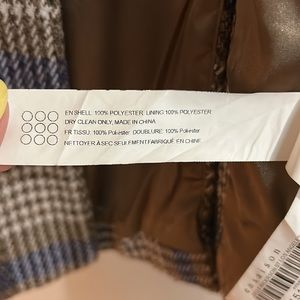 EN SHELL: 100% POLYESTER LINING 100% POLYESTER
DRY CLEAN ONLY, MADE IN CHINA
FR TISSU: 100% Polyester DOUBLURE: 100% Polyester
NETTOYER À SEC SEULEMENT FABRIQUE EN CHINE